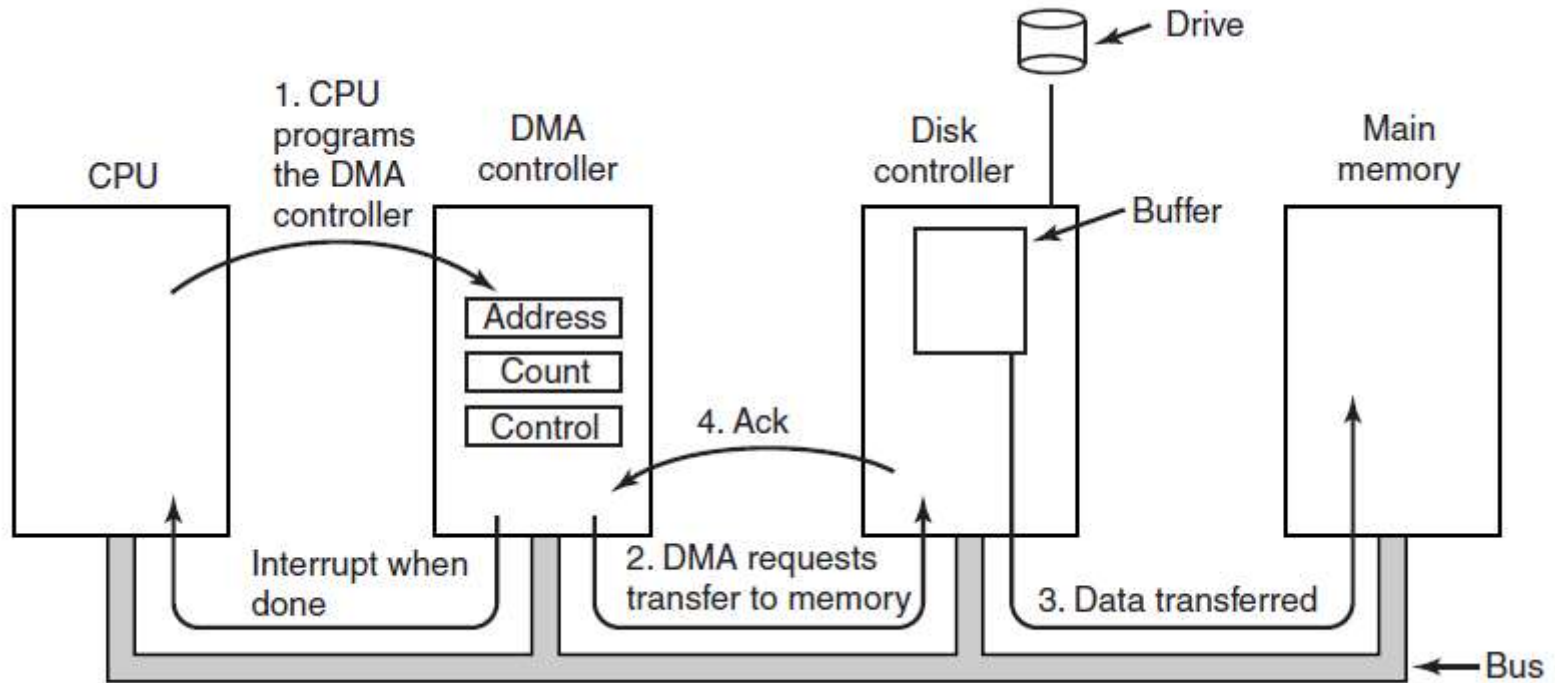 Drive
1. CPU
programs
the DMA
controller
CPU
DMA
controller
Disk
controller
Main
memory
Buffer
Address
Count
Control
4. Ack
Interrupt when
done
2. DMA requests
transfer to memory
3. Data transferred
Bus